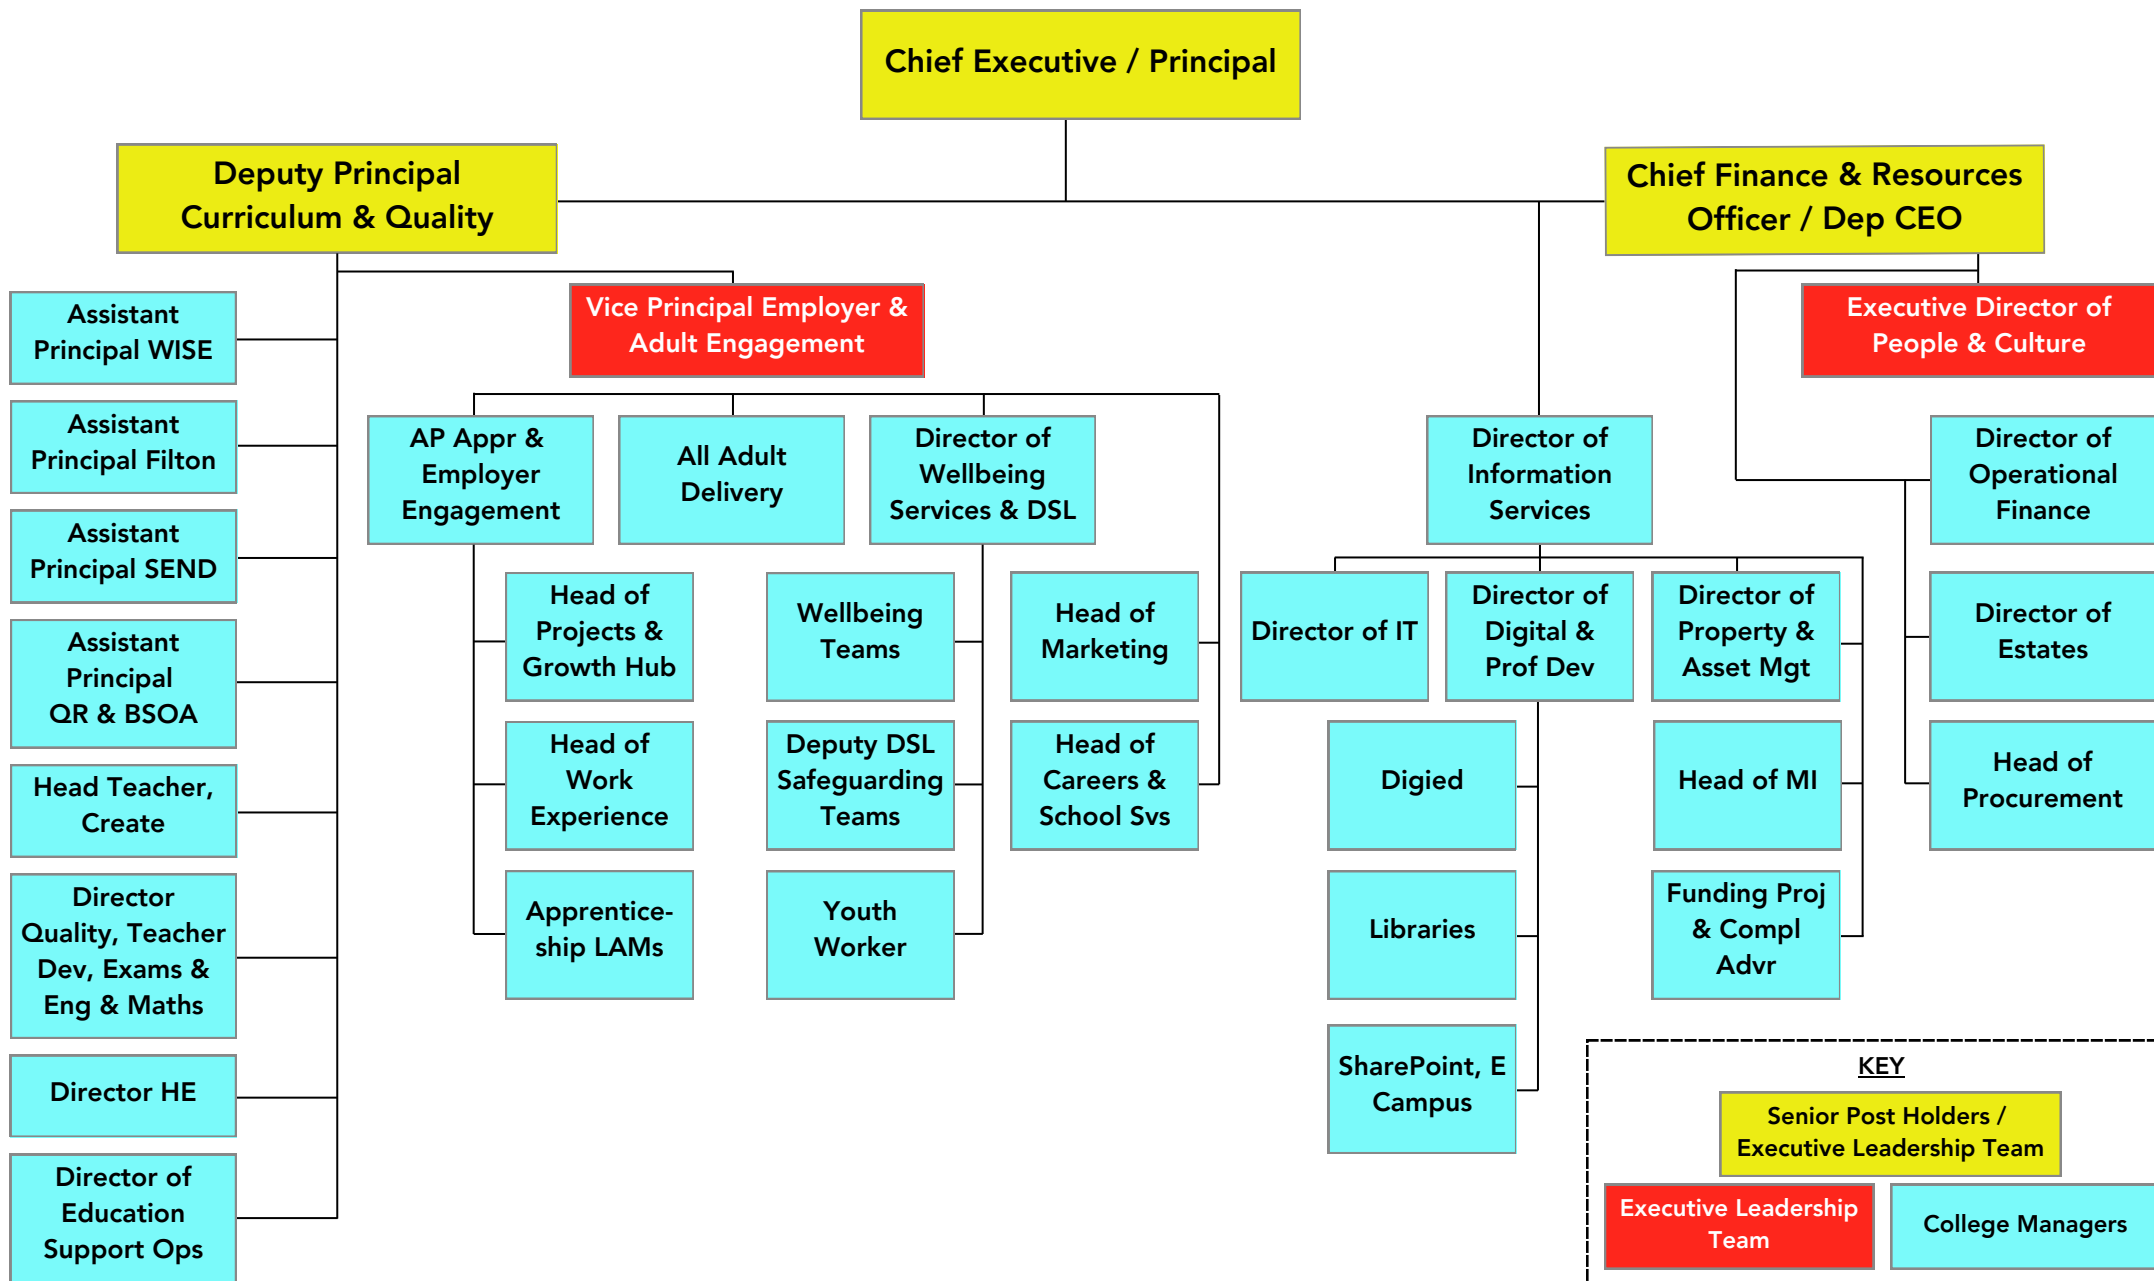 Chief Executive / Principal
Deputy Principal
Curriculum & Quality
Chief Finance & Resources
Officer / Dep CEO
Assistant
Principal WISE
Assistant
Principal Filton
Assistant
Principal SEND
Assistant
Principal
QR & BSOA
Head Teacher,
Create
Director
Quality, Teacher
Dev, Exams &
Eng & Maths
Director HE
Director of
Education
Support Ops
Vice Principal Employer &
Adult Engagement
AP Appr &
Employer
Engagement
All Adult
Delivery
Director of
Wellbeing
Services & DSL
Head of
Projects &
Growth Hub
Head of
Work
Experience
Apprentice-
ship LAMs
Wellbeing
Teams
Deputy DSL
Safeguarding
Teams
Youth
Worker
Head of
Marketing
Head of
Careers &
School Svs
Director of
Information
Services
Director of IT
Director of
Digital &
Prof Dev
Director of
Property &
Asset Mgt
Digied
Libraries
SharePoint, E
Campus
Head of MI
Funding Proj
& Compl
Advr
Executive Director of
People & Culture
Director of
Operational
Finance
Director of
Estates
Head of
Procurement
KEY
Senior Post Holders /
Executive Leadership Team
Executive Leadership
Team
College Managers